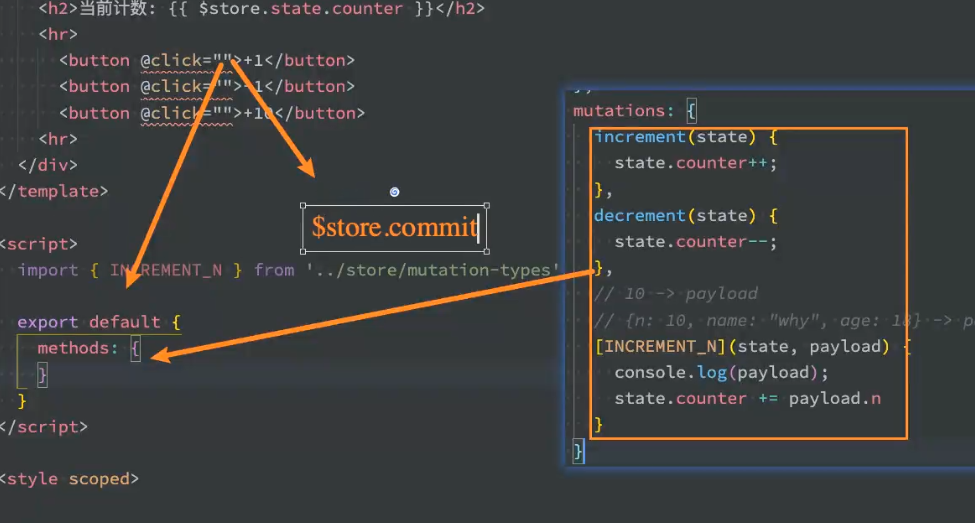 <h2>当前计数: {{ $store.state.counter }}</h2>
<hr>
<button @click="">+1</button>
<button @click="">-1</button>
<button @click="">+10</button>
<hr>
</div>
</template>
$store.commit
<script>
import { INCREMENT_N } from '../store/mutation-types'
export default {
methods: {
}
}
</script>
<style scoped>
mutations: {
increment(state) {
state.counter++;
},
decrement(state) {
state.counter--;
},
// 10 -> payload
// {n: 10, name: "why", age: 18} -> p
[INCREMENT_N](state, payload) {
console.log(payload);
state.counter += payload.n
}
}